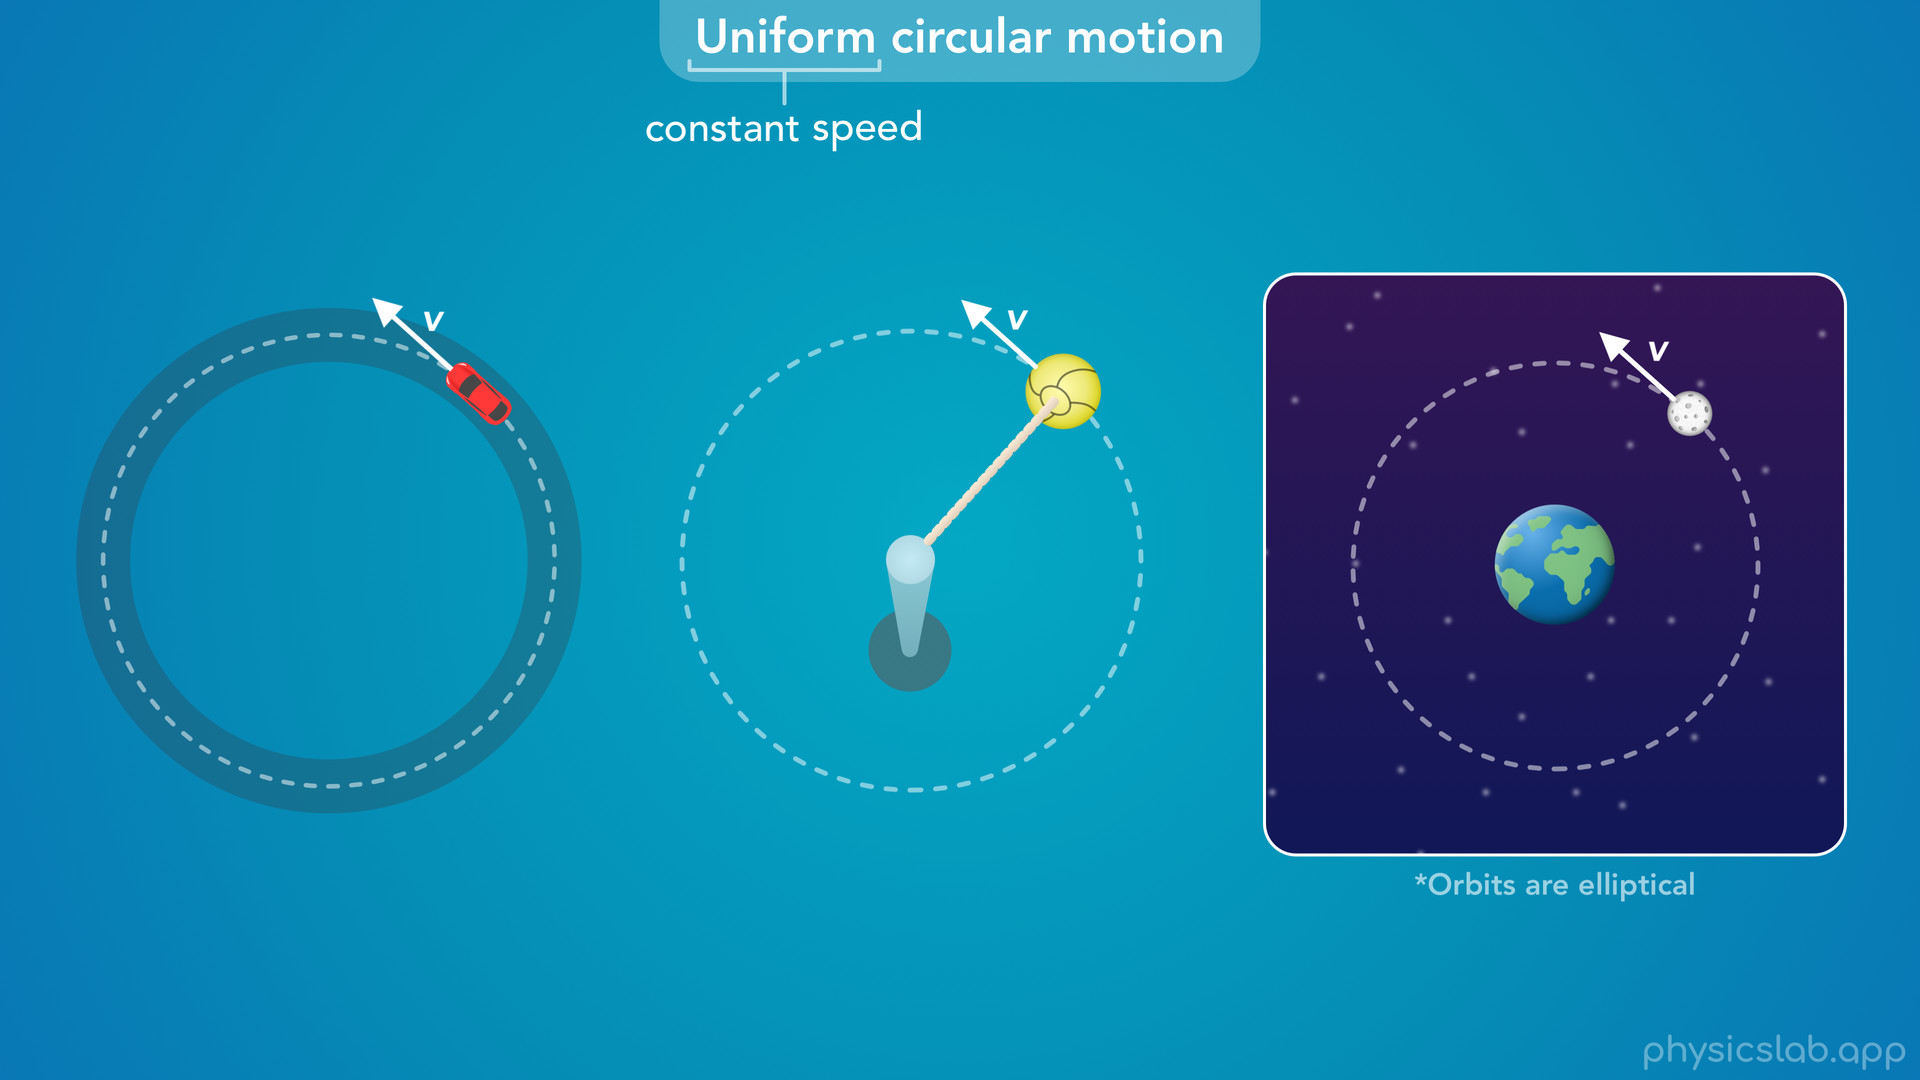 Uniform circular motion
constant speed
v
v
v
*Orbits are elliptical
physicslab.app